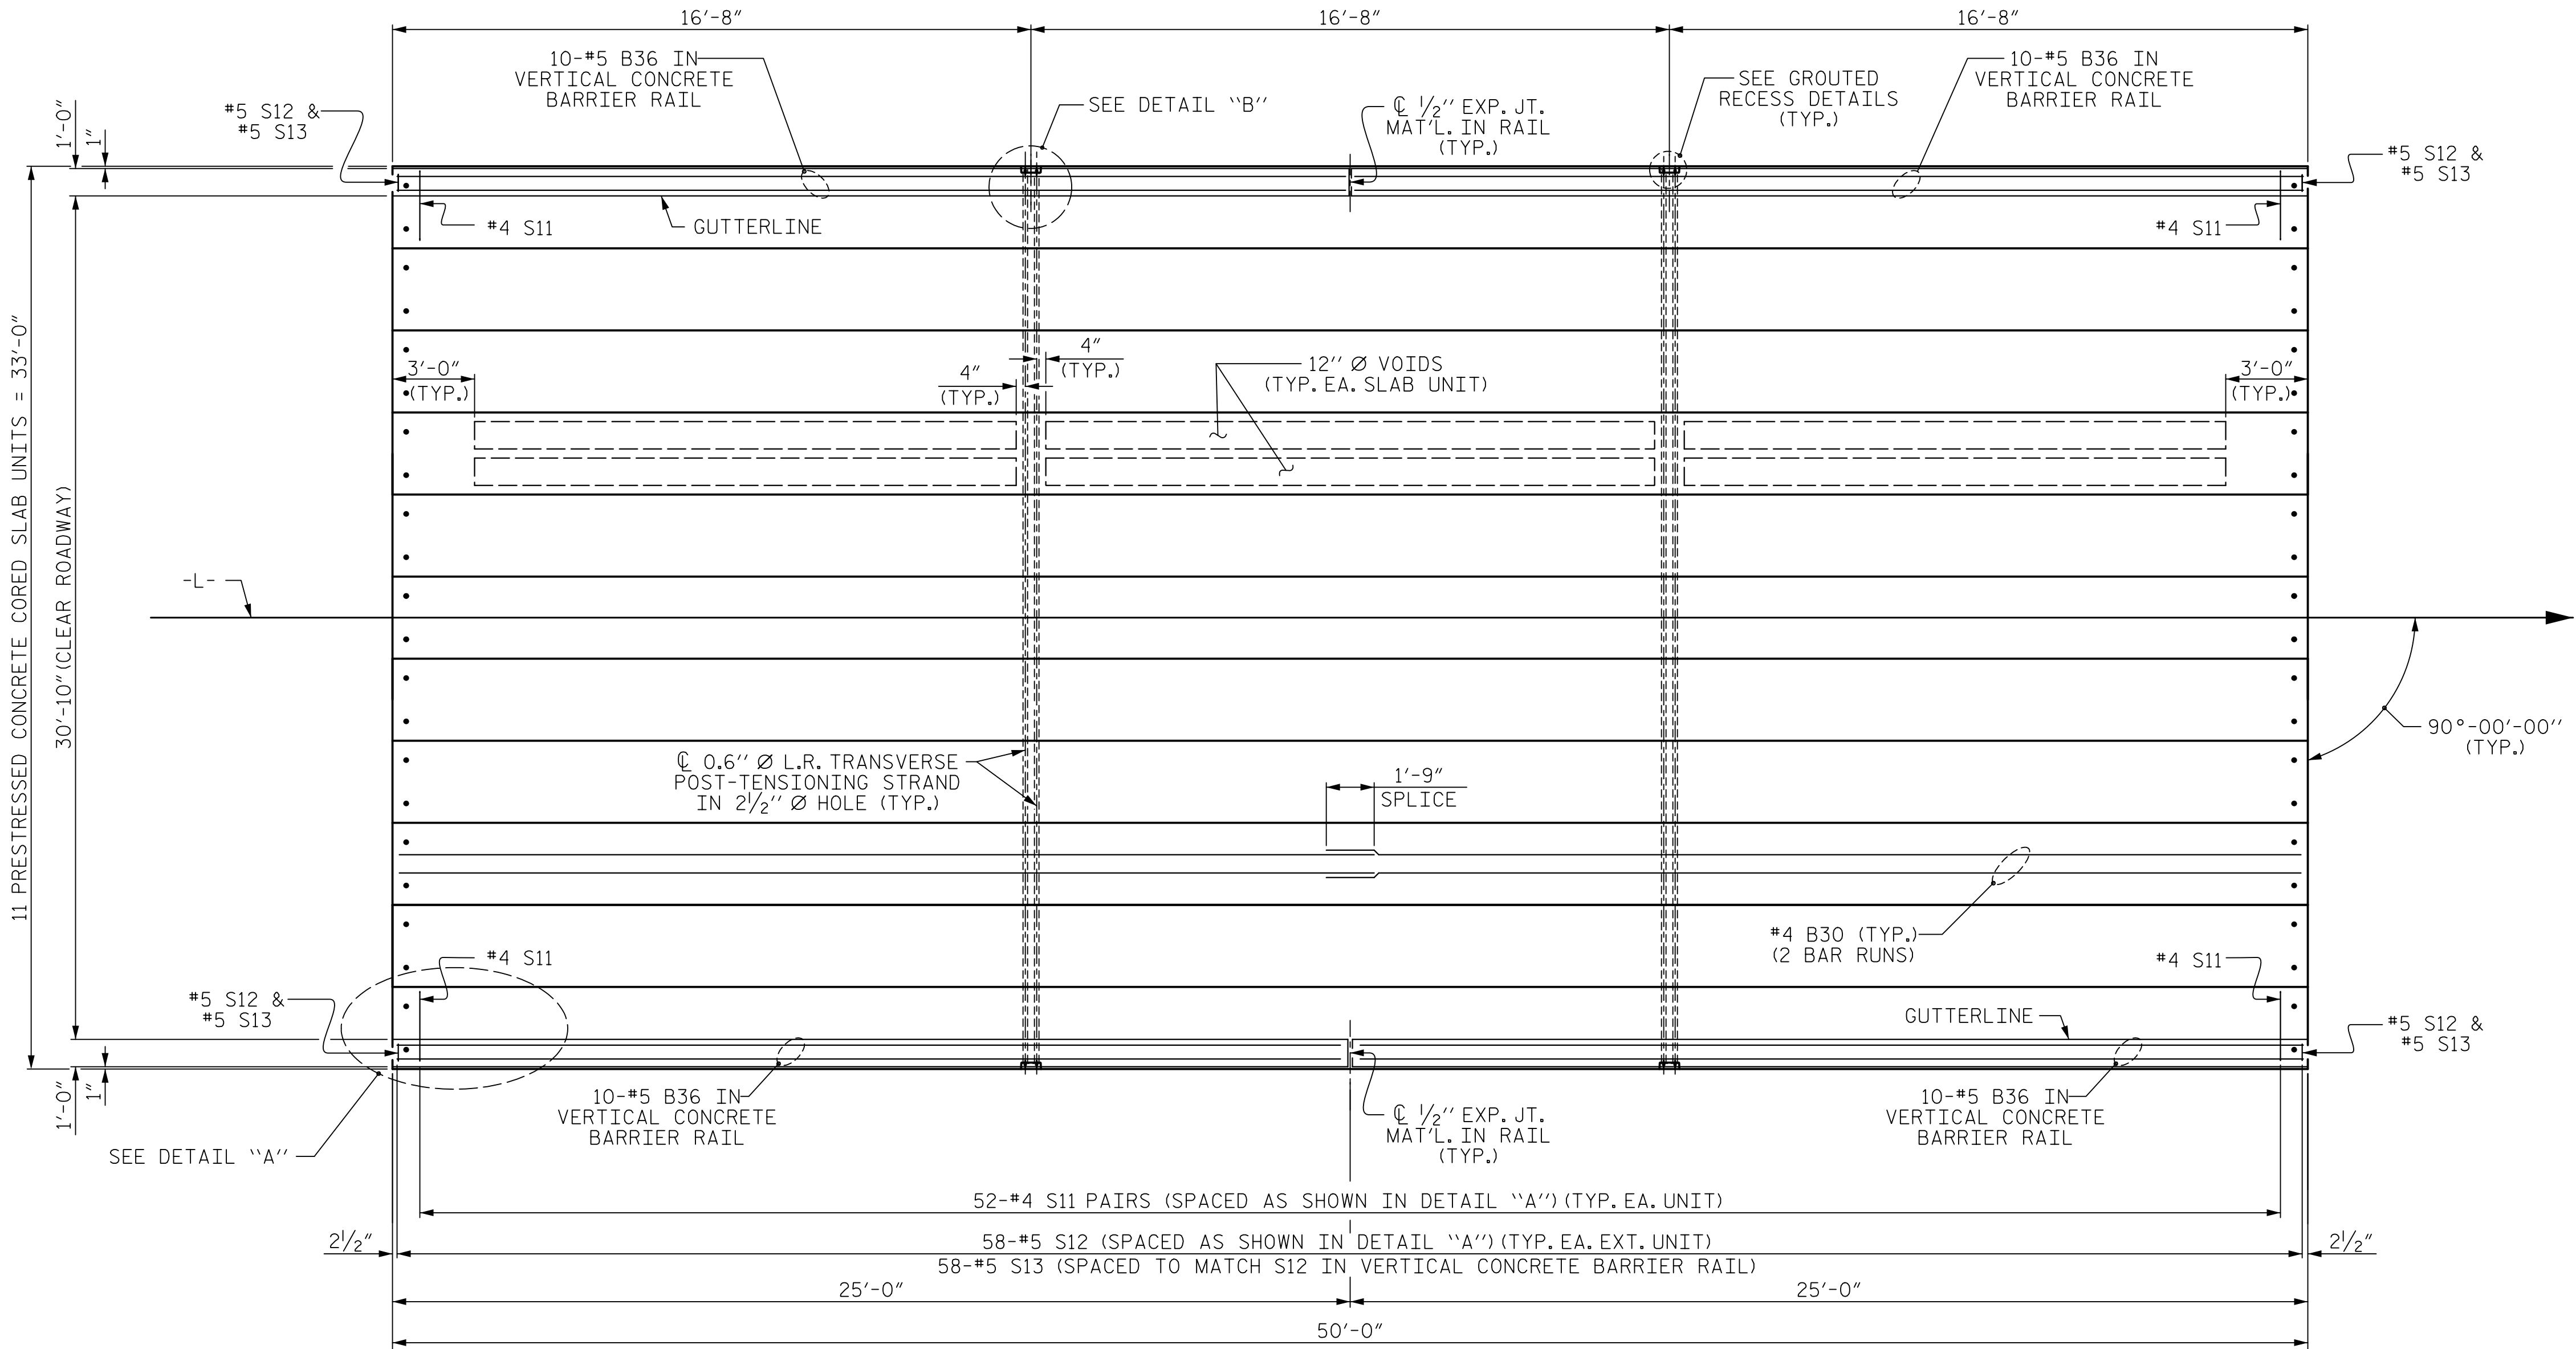 16'-8"
16'-8"
16'-8"
10-#5 B36 IN
VERTICAL CONCRETE
BARRIER RAIL
10-#5 B36 IN
VERTICAL CONCRETE
BARRIER RAIL
SEE GROUTED
RECESS DETAILS
(TYP.)
SEE DETAIL "B"
℄ 1/2" EXP. JT.
MAT'L. IN RAIL
(TYP.)
#5 S12 &
#5 S13
1'-0"
1"
#5 S12 &
#5 S13
#4 S11
GUTTERLINE
#4 S11
11 PRESTRESSED CONCRETE CORED SLAB UNITS = 33'-0"
30'-10" (CLEAR ROADWAY)
3'-0"
(TYP.)
4"
(TYP.)
4"
(TYP.)
12" Ø VOIDS
(TYP. EA. SLAB UNIT)
3'-0"
(TYP.)
-L-
90°-00'-00"
(TYP.)
℄ 0.6" Ø L.R. TRANSVERSE
POST-TENSIONING STRAND
IN 2 1/2" Ø HOLE (TYP.)
1'-9"
SPLICE
#4 B30 (TYP.)
(2 BAR RUNS)
#4 S11
#4 S11
#5 S12 &
#5 S13
GUTTERLINE
#5 S12 &
#5 S13
1'-0"
1"
10-#5 B36 IN
VERTICAL CONCRETE
BARRIER RAIL
℄ 1/2" EXP. JT.
MAT'L. IN RAIL
(TYP.)
10-#5 B36 IN
VERTICAL CONCRETE
BARRIER RAIL
SEE DETAIL "A"
52-#4 S11 PAIRS (SPACED AS SHOWN IN DETAIL "A") (TYP. EA. UNIT)
2 1/2"
58-#5 S12 (SPACED AS SHOWN IN DETAIL "A") (TYP. EA. EXT. UNIT)
2 1/2"
58-#5 S13 (SPACED TO MATCH S12 IN VERTICAL CONCRETE BARRIER RAIL)
25'-0"
25'-0"
50'-0"